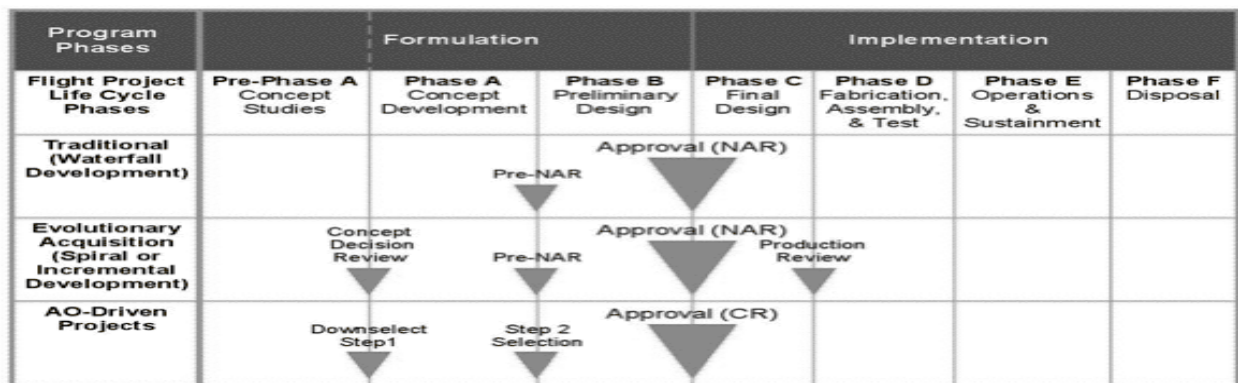 Program
Phases
Formulation
Implementation
Flight Project
Life Cycle
Phases
Pre-Phase A
Concept
Studies
Phase A
Concept
Development
Phase B
Preliminary
Design
Phase C
Final
Design
Phase D
Fabrication,
Assembly,
& Test
Phase E
Operations
&
Sustainment
Phase F
Disposal
Traditional
(Waterfall
Development)
Pre-NAR
Approval (NAR)
Evolutionary
Acquisition
(Spiral or
Incremental
Development)
Concept
Decision
Review
Pre-NAR
Approval (NAR)
Production
Review
AO-Driven
Projects
Downselect
Step1
Step 2
Selection
Approval (CR)